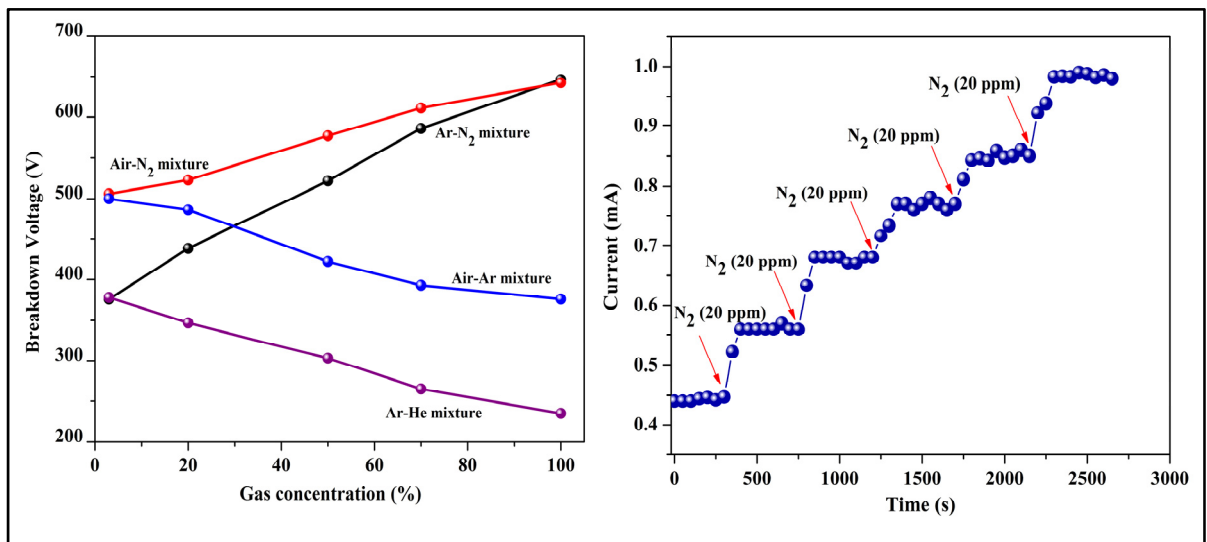 700
600
500
400
300
200
0
20
40
60
80
100
Breakdown Voltage (V)
Gas concentration (%)
Air-N2 mixture
Ar-N2 mixture
Air-Ar mixture
Ar-He mixture
1.0
0.9
0.8
0.7
0.6
0.5
0.4
0
500
1000
1500
2000
2500
3000
Current (mA)
Time (s)
N2 (20 ppm)
N2 (20 ppm)
N2 (20 ppm)
N2 (20 ppm)
N2 (20 ppm)